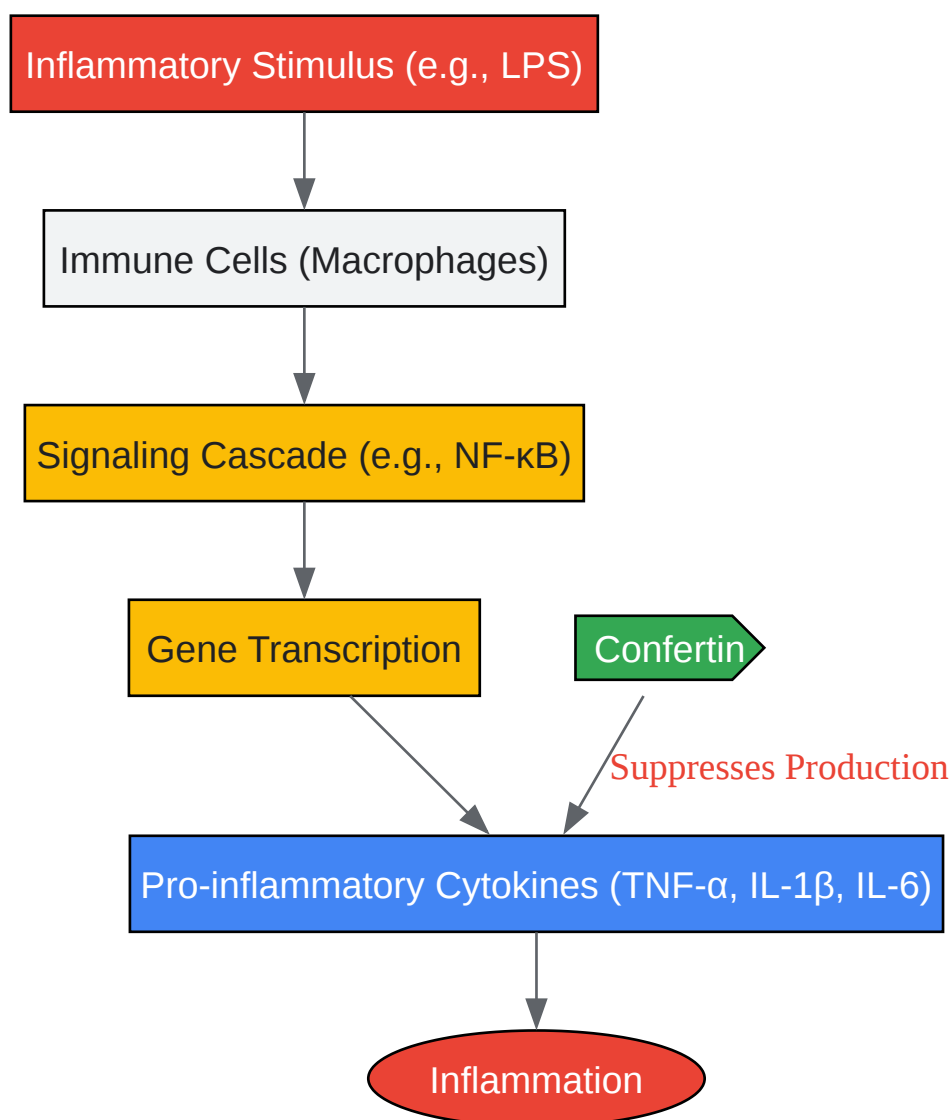 Inflammatory Stimulus (e.g., LPS)
Immune Cells (Macrophages)
Signaling Cascade (e.g., NF-κB)
Gene Transcription
Confertin
Suppresses Production
Pro-inflammatory Cytokines (TNF-α, IL-1β, IL-6)
Inflammation